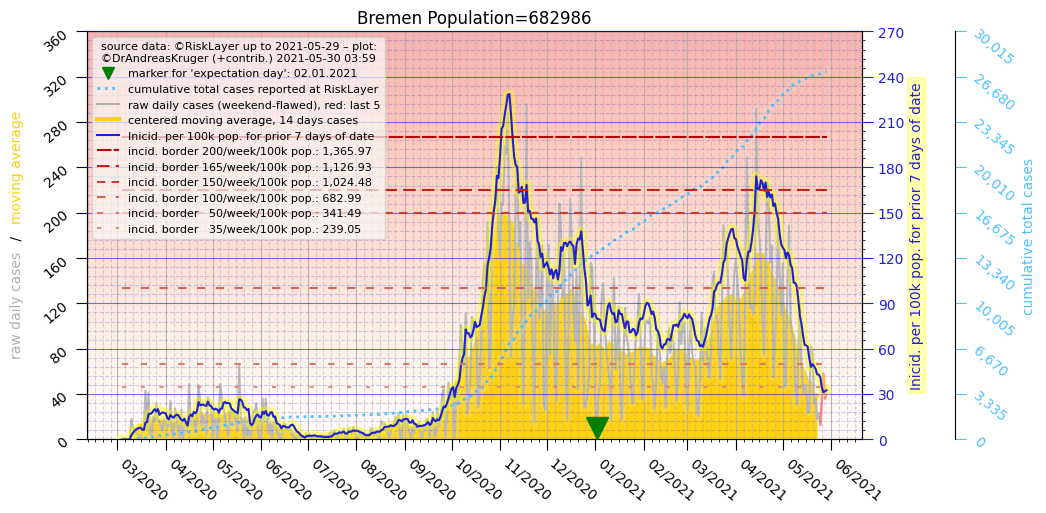 Bremen Population=682986
source data: ©RiskLayer up to 2021-05-29 – plot:
©DrAndreasKruger (+contrib.) 2021-05-30 03:59
marker for 'expectation day': 02.01.2021
cumulative total cases reported at RiskLayer
raw daily cases (weekend-flawed), red: last 5
centered moving average, 14 days cases
Inicid. per 100k pop. for prior 7 days of date
incid. border 200/week/100k pop.: 1,365.97
incid. border 165/week/100k pop.: 1,126.93
incid. border 150/week/100k pop.: 1,024.48
incid. border 100/week/100k pop.: 682.99
incid. border   50/week/100k pop.: 341.49
incid. border   35/week/100k pop.: 239.05
raw daily cases / moving average
360
320
280
240
200
160
120
80
40
0
03/2020
04/2020
05/2020
06/2020
07/2020
08/2020
09/2020
10/2020
11/2020
12/2020
01/2021
02/2021
03/2021
04/2021
05/2021
06/2021
270
240
210
180
150
120
90
60
30
0
Inicid. per 100k pop. for prior 7 days of date
30,015
26,680
23,345
20,010
16,675
13,340
10,005
6,670
3,335
0
cumulative total cases